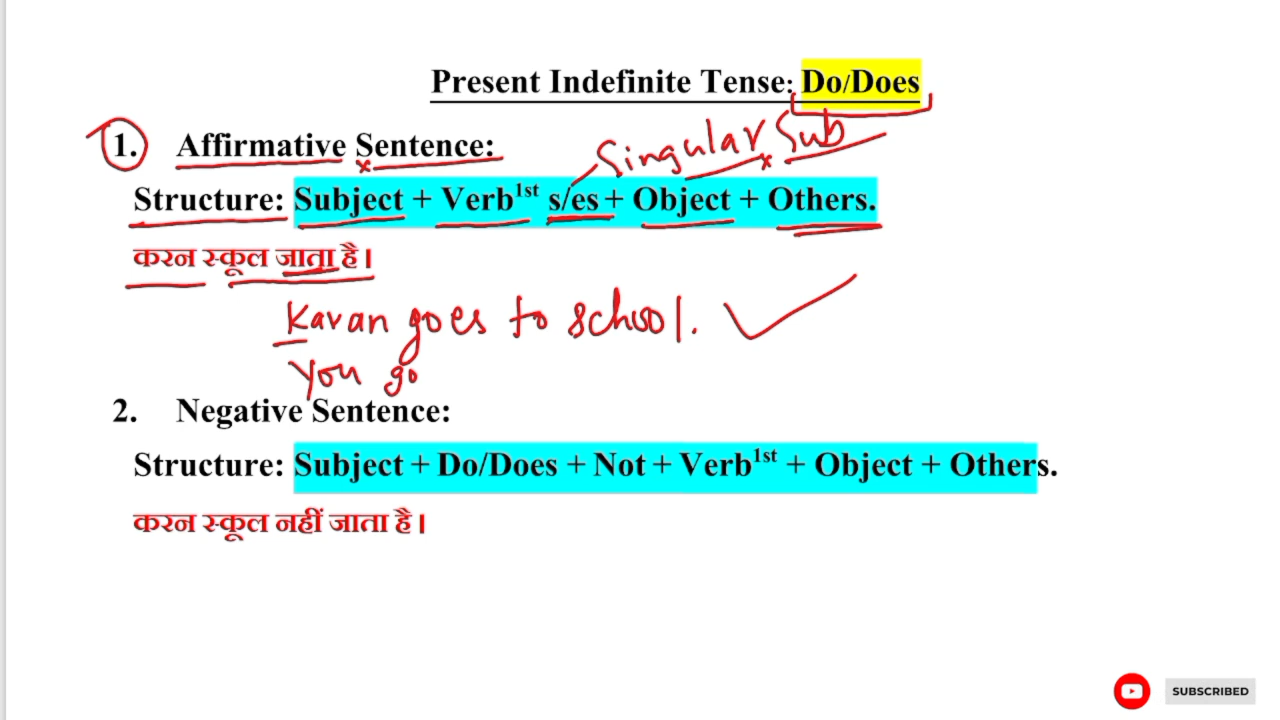 Present Indefinite Tense: Do/Does
1. Affirmative Sentence:
Singular Sub
Structure: Subject + Verb1st s/es + Object + Others.
करन स्कूल जाता है।
Karan goes to school.
You go
2. Negative Sentence:
Structure: Subject + Do/Does + Not + Verb1st + Object + Others.
करन स्कूल नहीं जाता है।
SUBSCRIBED